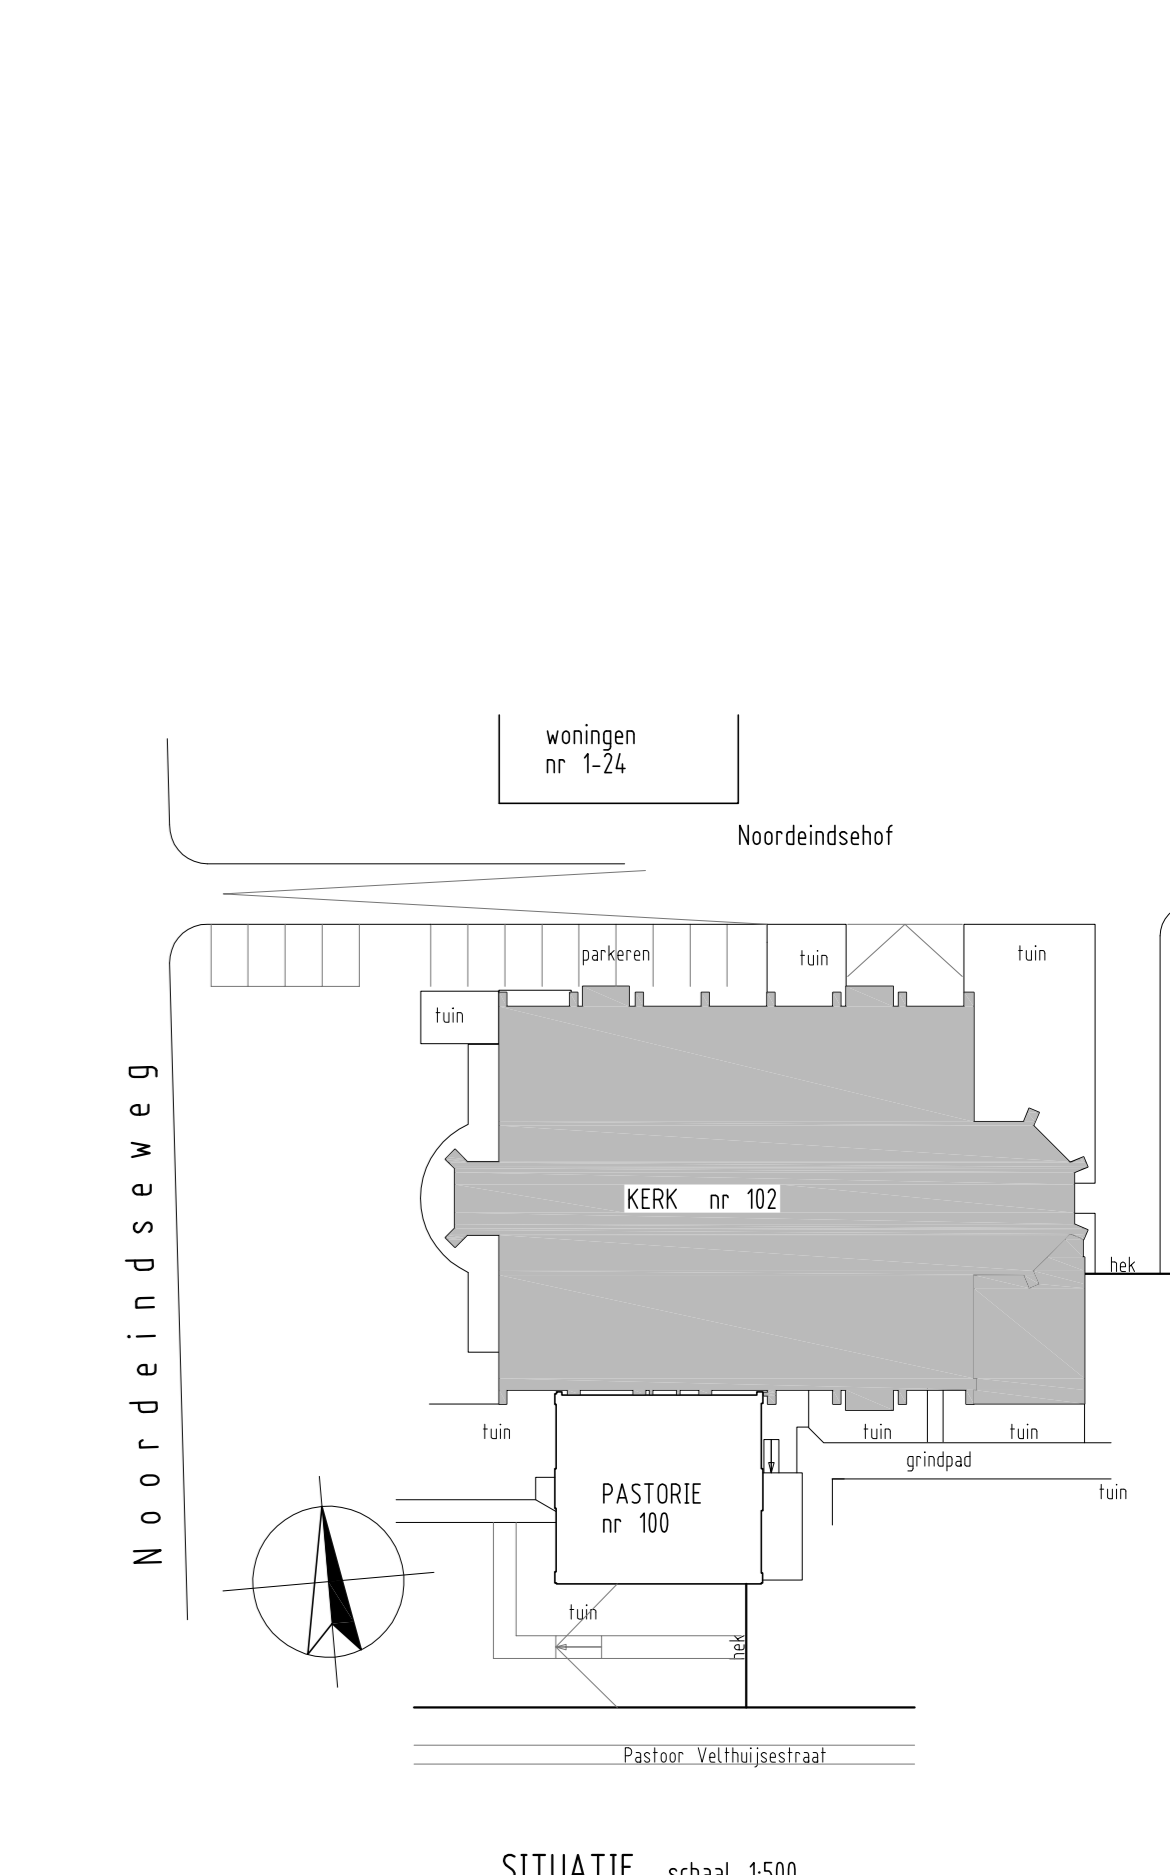 woningen
nr 1-24
Noordeindsehof
parkeren
tuin
tuin
tuin
Noordeindseweg
KERK nr 102
hek
tuin
tuin
tuin
grindpad
tuin
PASTORIE
nr 100
tuin
hek
Pastoor Velthuijsestraat
SITUATIE schaal 1:500